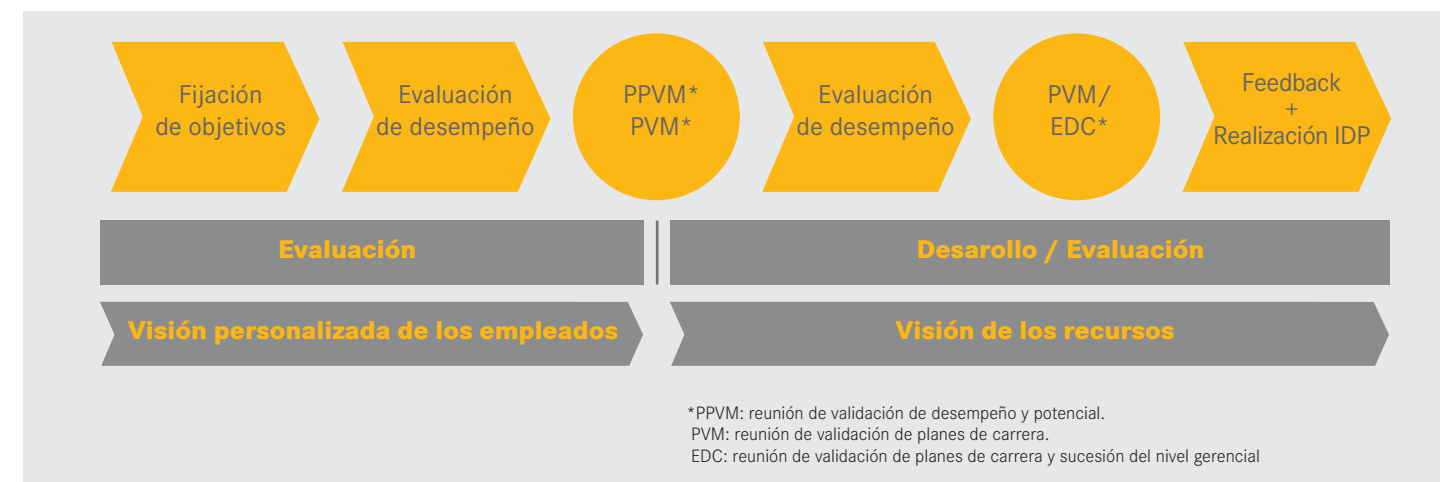 Fijación
de objetivos
Evaluación
de desempeño
PPVM*
PVM*
Evaluación
de desempeño
PVM/
EDC*
Feedback
+
Realización IDP
Evaluación
Desarollo / Evaluación
Visión personalizada de los empleados
Visión de los recursos
*PPVM: reunión de validación de desempeño y potencial.
PVM: reunión de validación de planes de carrera.
EDC: reunión de validación de planes de carrera y sucesión del nivel gerencial